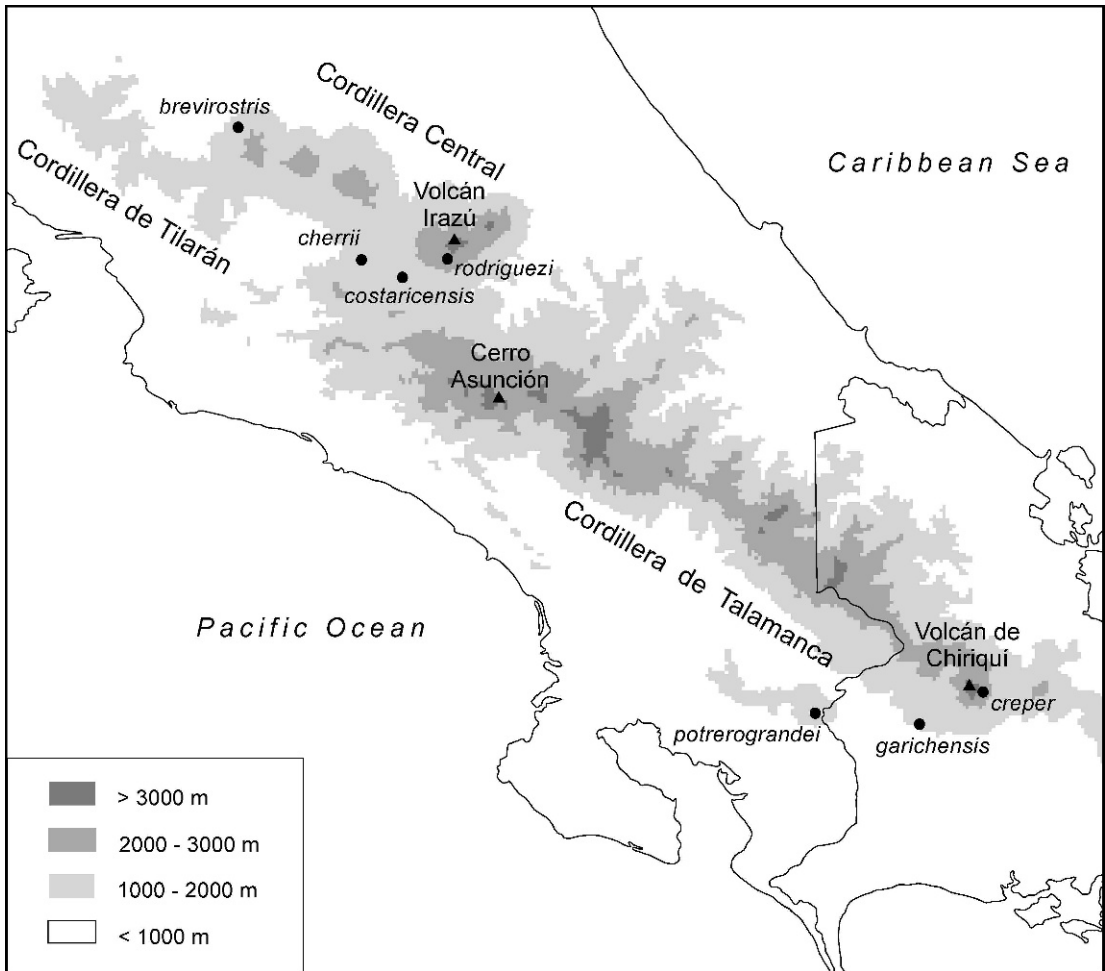 brevirostris
Cordillera Central
Cordillera de Tilarán
Caribbean Sea
Volcán
Irazú
cherrii
rodriguezi
costaricensis
Cerro
Asunción
Cordillera de Talamanca
Pacific Ocean
Volcán de
Chiriquí
creper
potrerograndei
garichensis
> 3000 m
2000 - 3000 m
1000 - 2000 m
< 1000 m